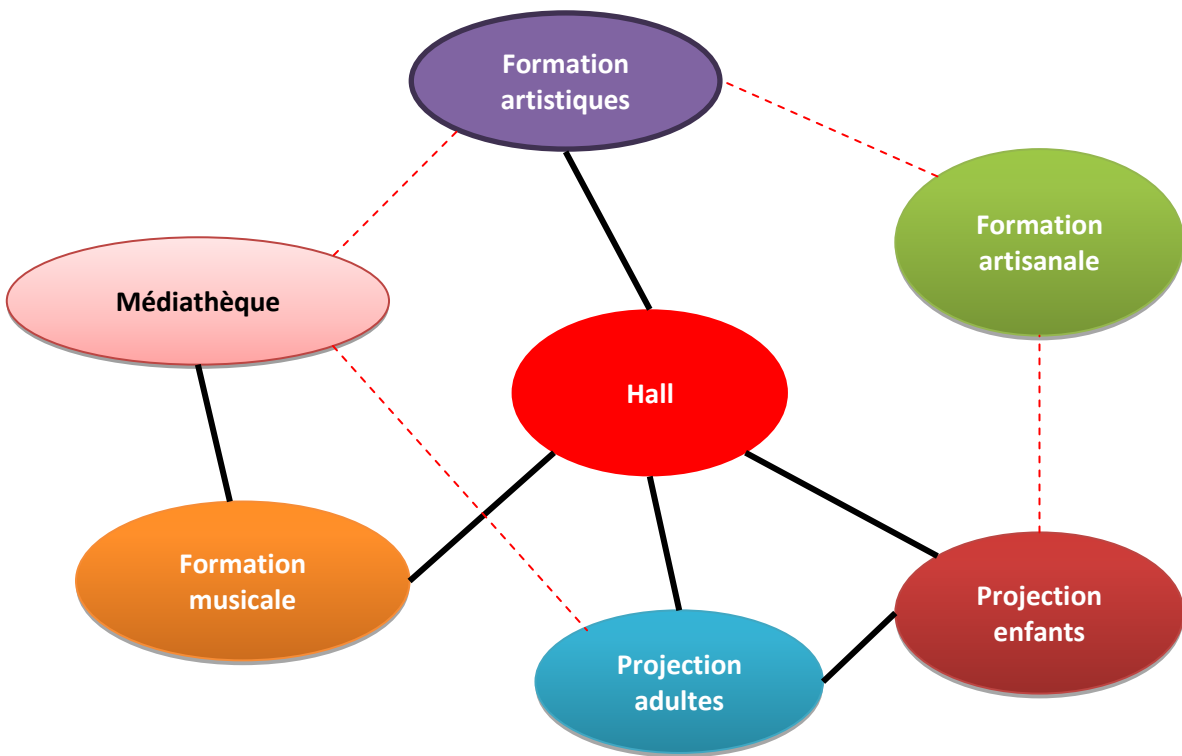 Formation
artistiques
Formation
artisanale
Médiathèque
Hall
Formation
musicale
Projection
enfants
Projection
adultes